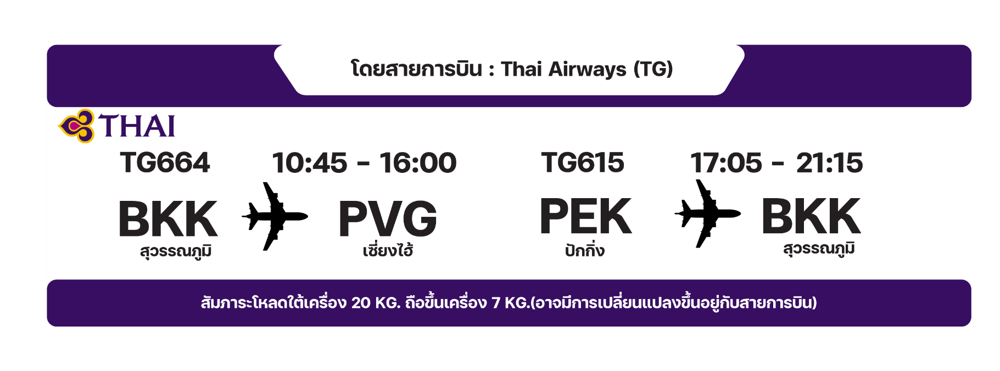 โดยสายการบิน : Thai Airways (TG)
THAI
TG664 10:45 - 16:00 TG615 17:05 - 21:15
BKK PVG PEK BKK
สุวรรณภูมิ เซี่ยงไฮ้ ปักกิ่ง สุวรรณภูมิ
สัมภาระโหลดใต้เครื่อง 20 KG. ถือขึ้นเครื่อง 7 KG.(อาจมีการเปลี่ยนแปลงขึ้นอยู่กับสายการบิน)